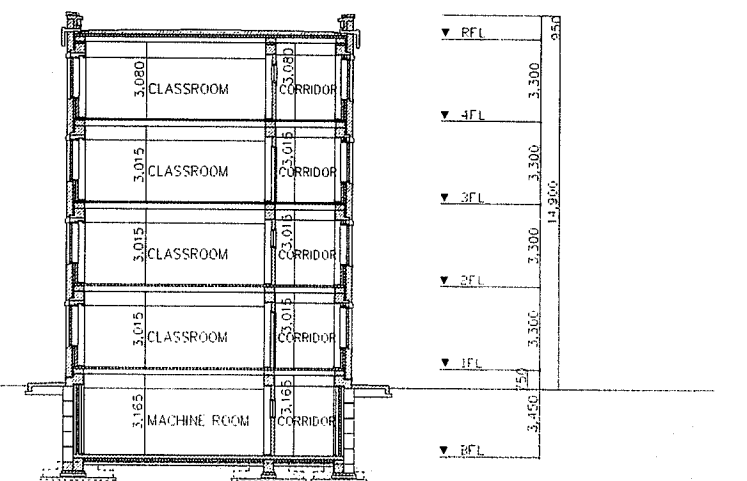 RFL
950
3,080
CLASSROOM
3,080
CORRIDOR
3,300
4FL
3,015
CLASSROOM
3,015
CORRIDOR
3,300
3FL
14,900
3,015
CLASSROOM
3,015
CORRIDOR
3,300
2FL
3,015
CLASSROOM
3,015
CORRIDOR
3,300
1FL
750
3,165
MACHINE ROOM
3,165
CORRIDOR
3,450
BFL